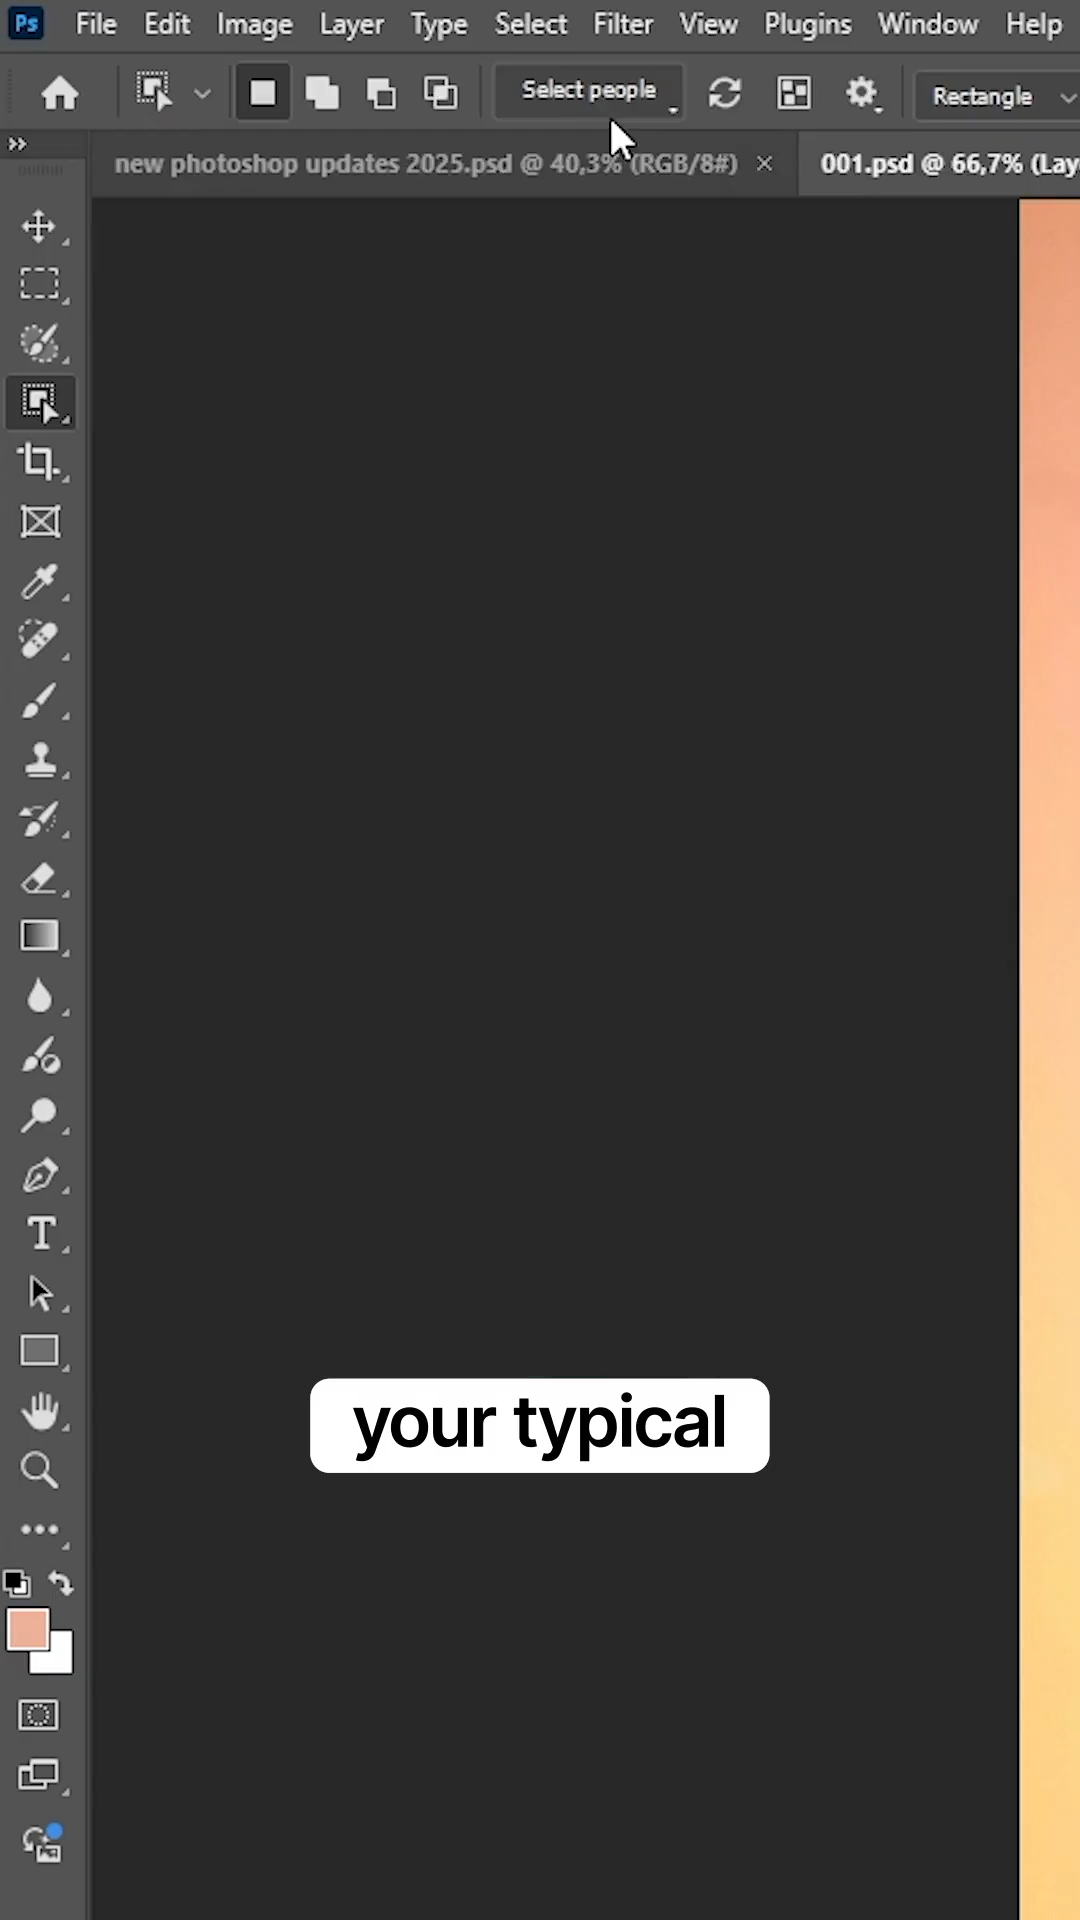 Ps File Edit Image Layer Type Select Filter View Plugins Window Help
Select people Rectangle
new photoshop updates 2025.psd @ 40,3% (RGB/8#) × 001.psd @ 66,7% (Lay
your typical